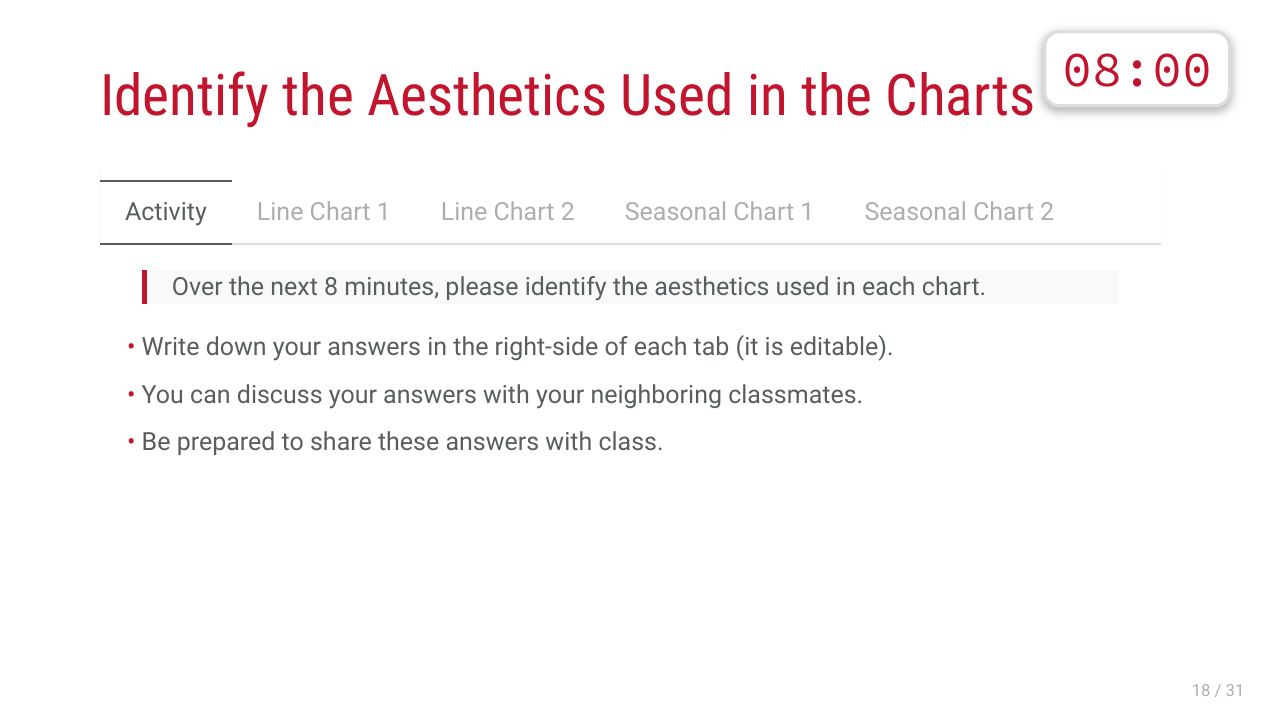 Identify the Aesthetics Used in the Charts
08:00
Activity
Line Chart 1
Line Chart 2
Seasonal Chart 1
Seasonal Chart 2
Over the next 8 minutes, please identify the aesthetics used in each chart.
• Write down your answers in the right-side of each tab (it is editable).
• You can discuss your answers with your neighboring classmates.
• Be prepared to share these answers with class.
18 / 31